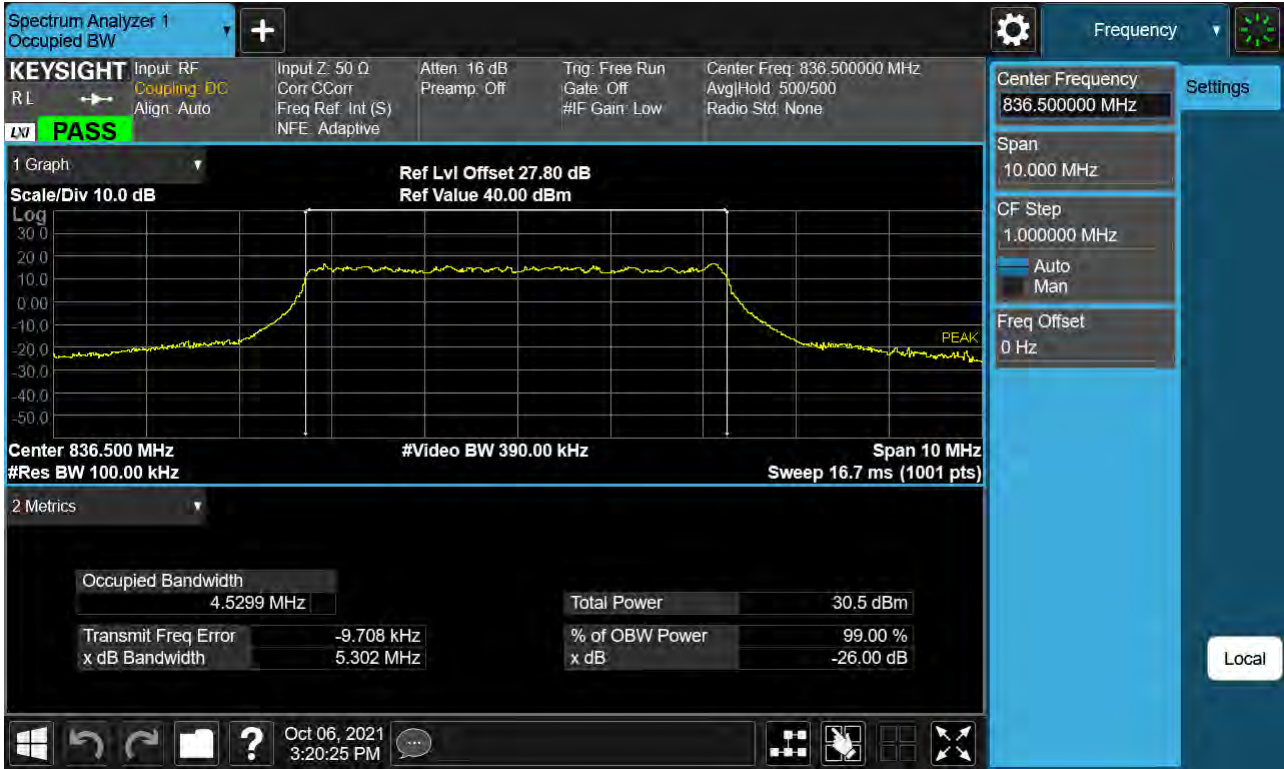 Spectrum Analyzer 1
Occupied BW
Frequency
KEYSIGHT
R L
LXI PASS
Input: RF
Coupling: DC
Align: Auto
Input Z: 50 Ω
Corr CCorr
Freq Ref: Int (S)
NFE: Adaptive
Atten: 16 dB
Preamp: Off
Trig: Free Run
Gate: Off
#IF Gain: Low
Center Freq: 836.500000 MHz
Avg|Hold: 500/500
Radio Std: None
Center Frequency
836.500000 MHz
Settings
Span
10.000 MHz
CF Step
1.000000 MHz
Auto
Man
Freq Offset
0 Hz
Local
1 Graph
Scale/Div 10.0 dB
Ref Lvl Offset 27.80 dB
Ref Value 40.00 dBm
Log
30.0
20.0
10.0
0.00
-10.0
-20.0
-30.0
-40.0
-50.0
PEAK
Center 836.500 MHz
#Video BW 390.00 kHz
Span 10 MHz
#Res BW 100.00 kHz
Sweep 16.7 ms (1001 pts)
2 Metrics
Occupied Bandwidth
4.5299 MHz
Total Power 30.5 dBm
Transmit Freq Error -9.708 kHz
% of OBW Power 99.00 %
x dB Bandwidth 5.302 MHz
x dB -26.00 dB
?
Oct 06, 2021
3:20:25 PM